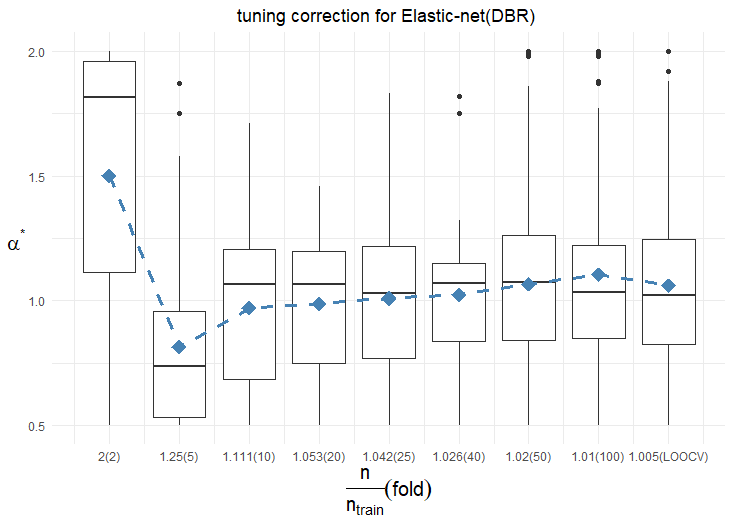 tuning correction for Elastic-net(DBR)
2.0
1.5
α*
1.0
0.5
2(2) 1.25(5) 1.111(10) 1.053(20) 1.042(25) 1.026(40) 1.02(50) 1.01(100) 1.005(LOOCV)
n
(fold)
n_train